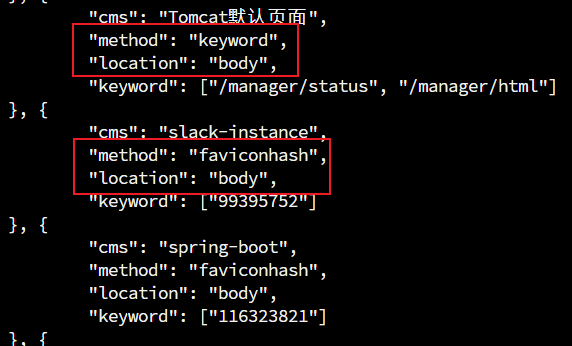 }, {
"cms": "Tomcat默认页面",
"method": "keyword",
"location": "body",
"keyword": ["/manager/status", "/manager/html"]
}, {
"cms": "slack-instance",
"method": "faviconhash",
"location": "body",
"keyword": ["99395752"]
}, {
"cms": "spring-boot",
"method": "faviconhash",
"location": "body",
"keyword": ["116323821"]
}, {